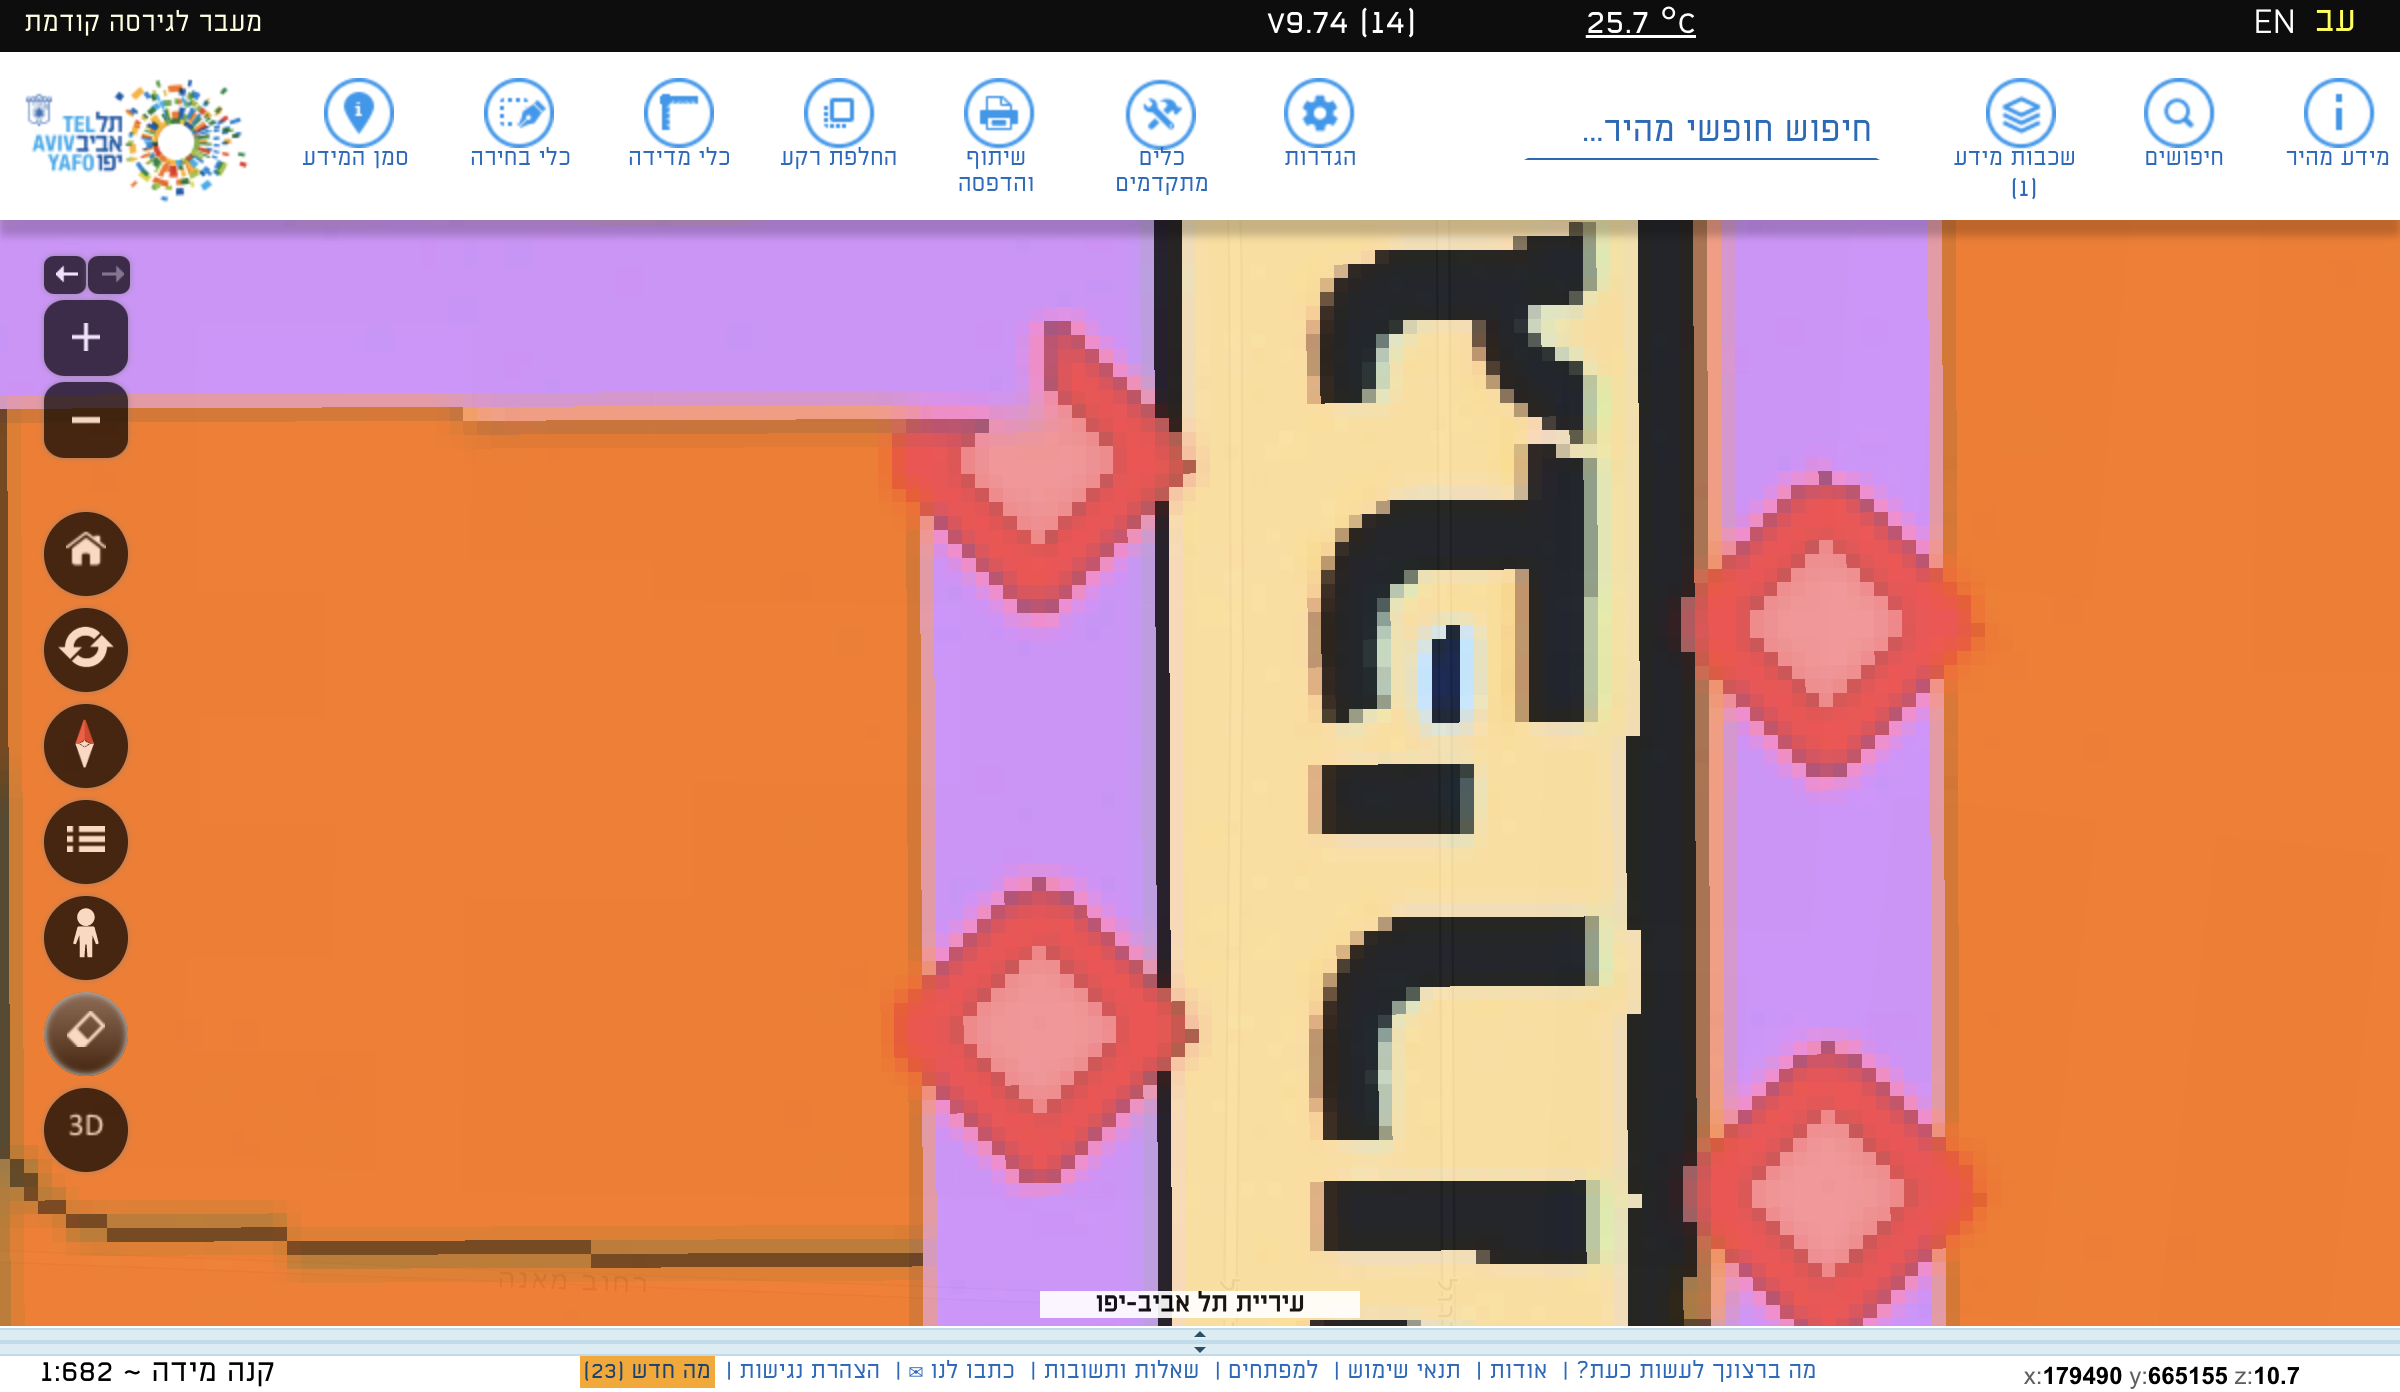 עב EN
25.7 °C
V9.74 (14)
מעבר לגירסה קודמת
מידע מהיר
חיפושים
שכבות מידע
(1)
חיפוש חופשי מהיר...
הגדרות
כלים
מתקדמים
שיתוף
והדפסה
החלפת רקע
כלי מדידה
כלי בחירה
סמן המידע
תל TEL
אביב AVIV
יפו YAFO
3D
רחוב מאנה
עיריית תל אביב-יפו
מה ברצונך לעשות כעת? | אודות | תנאי שימוש | למפתחים | שאלות ותשובות | כתבו לנו ✉ | הצהרת נגישות | מה חדש (23)
קנה מידה ~ 1:682
x:179490 y:665155 z:10.7